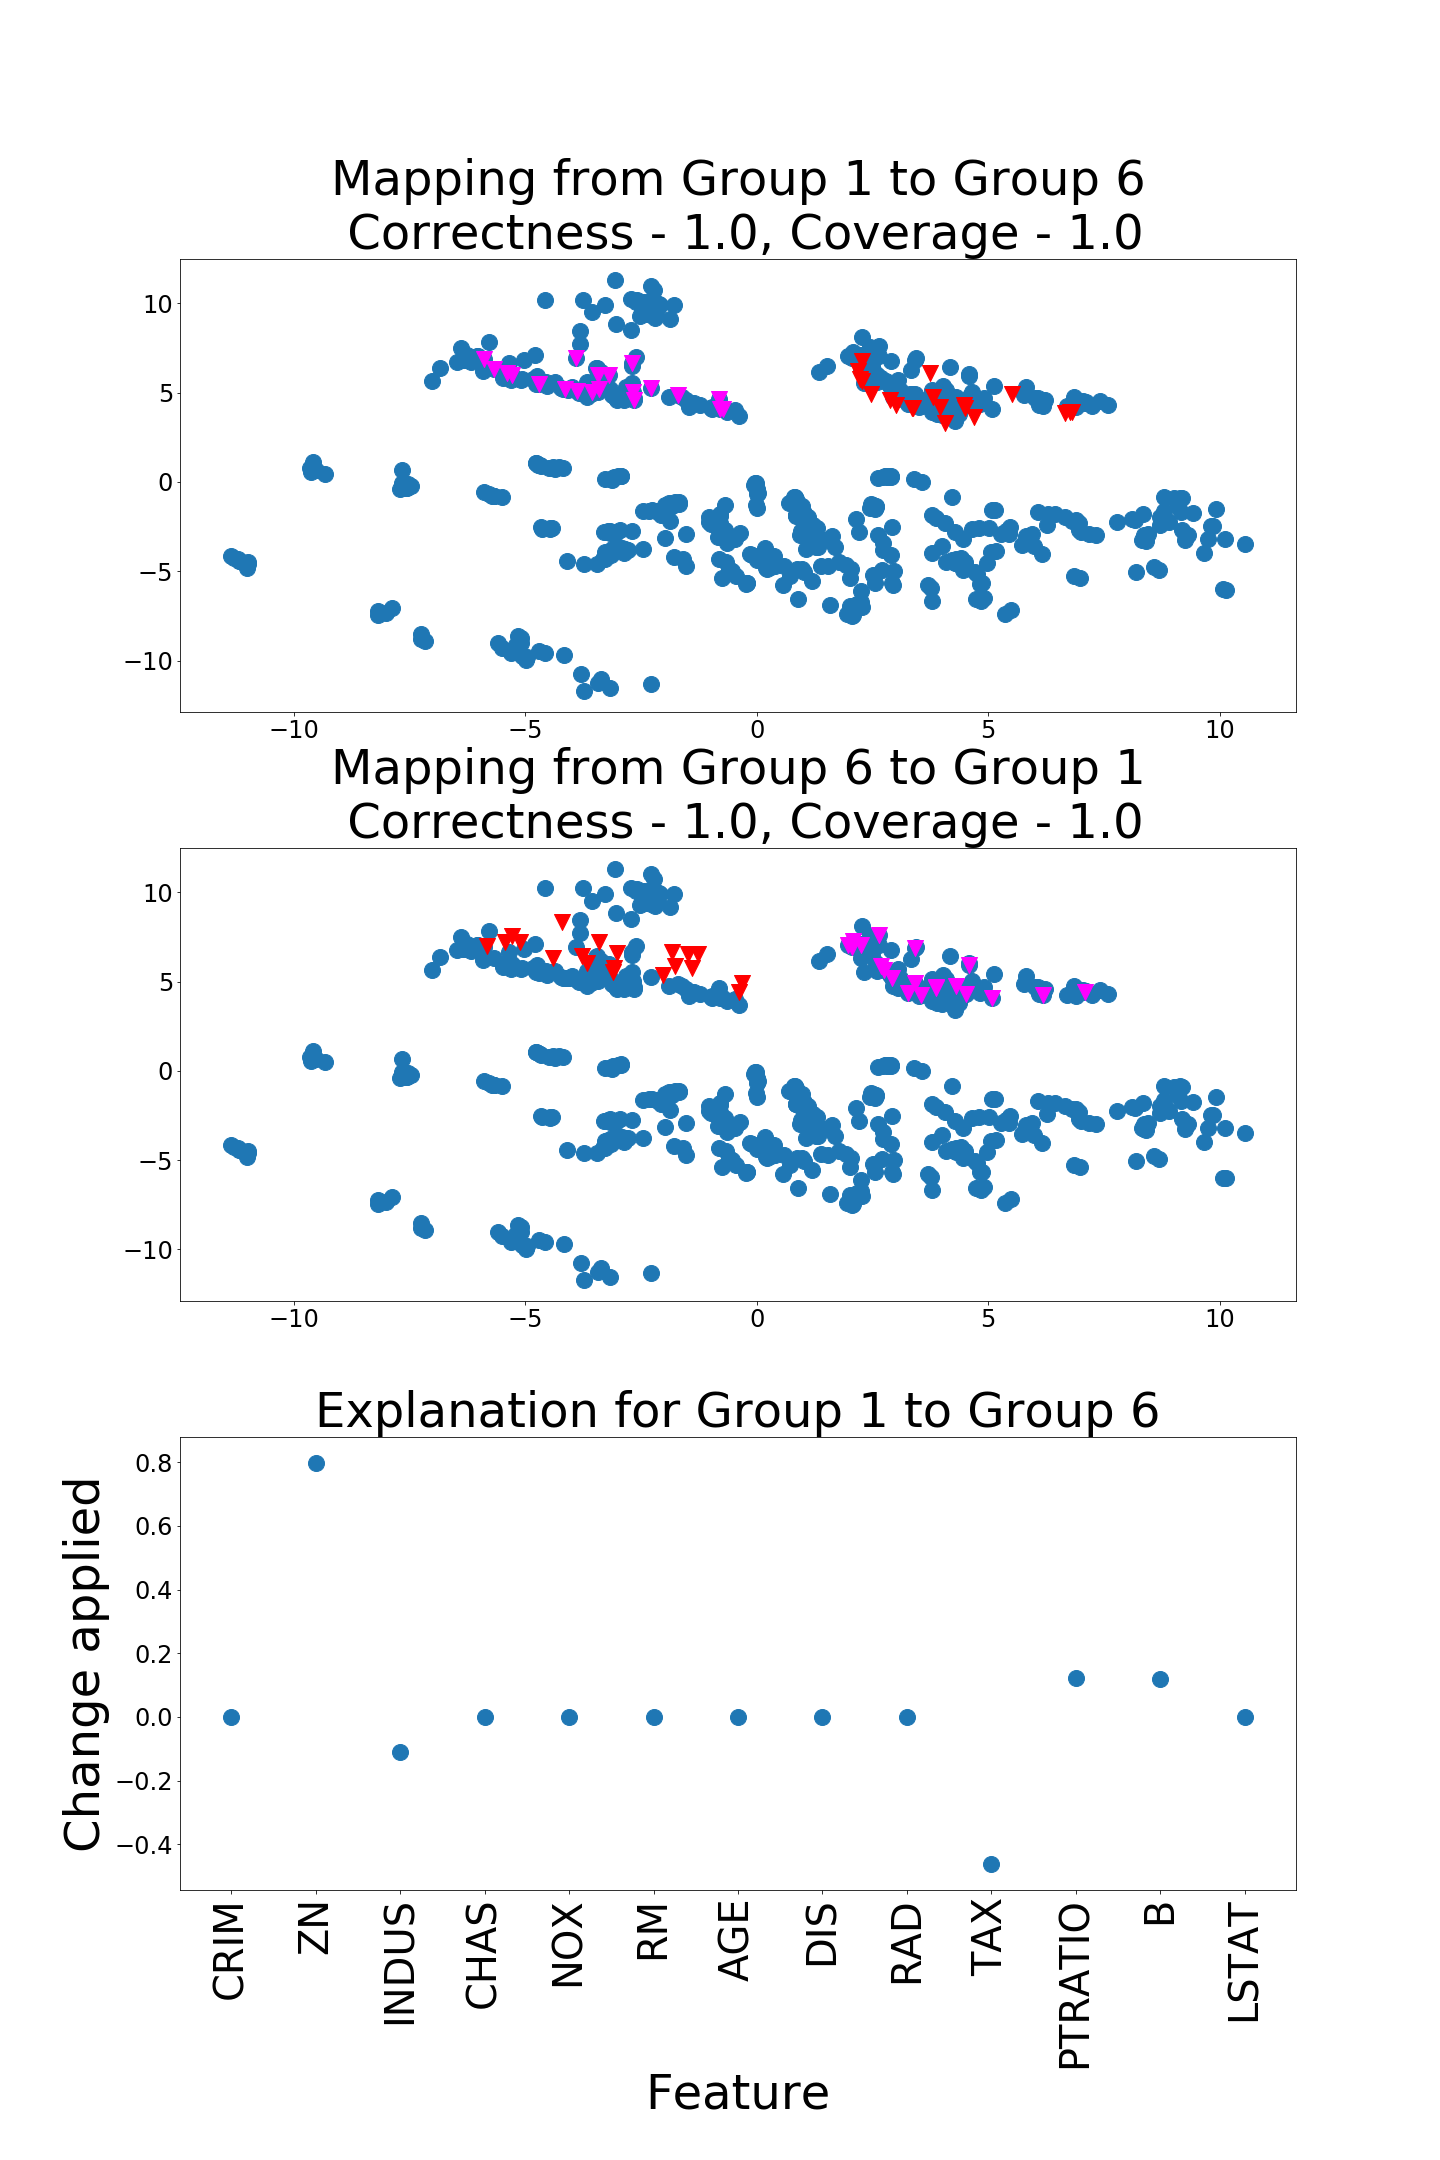 Mapping from Group 1 to Group 6
Correctness - 1.0, Coverage - 1.0
10
5
0
−5
−10
−10 −5 0 5 10
Mapping from Group 6 to Group 1
Correctness - 1.0, Coverage - 1.0
10
5
0
−5
−10
−10 −5 0 5 10
Explanation for Group 1 to Group 6
Change applied
0.8
0.6
0.4
0.2
0.0
−0.2
−0.4
CRIM ZN INDUS CHAS NOX RM AGE DIS RAD TAX PTRATIO B LSTAT
Feature